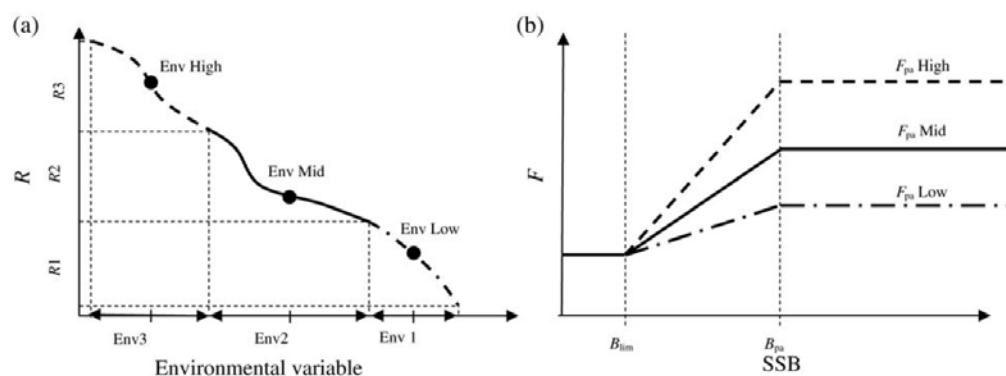 (a)
R
R3
R2
R1
Env High
Env Mid
Env Low
Env3
Env2
Env 1
Environmental variable
(b)
F
Fpa High
Fpa Mid
Fpa Low
Blim
Bpa
SSB